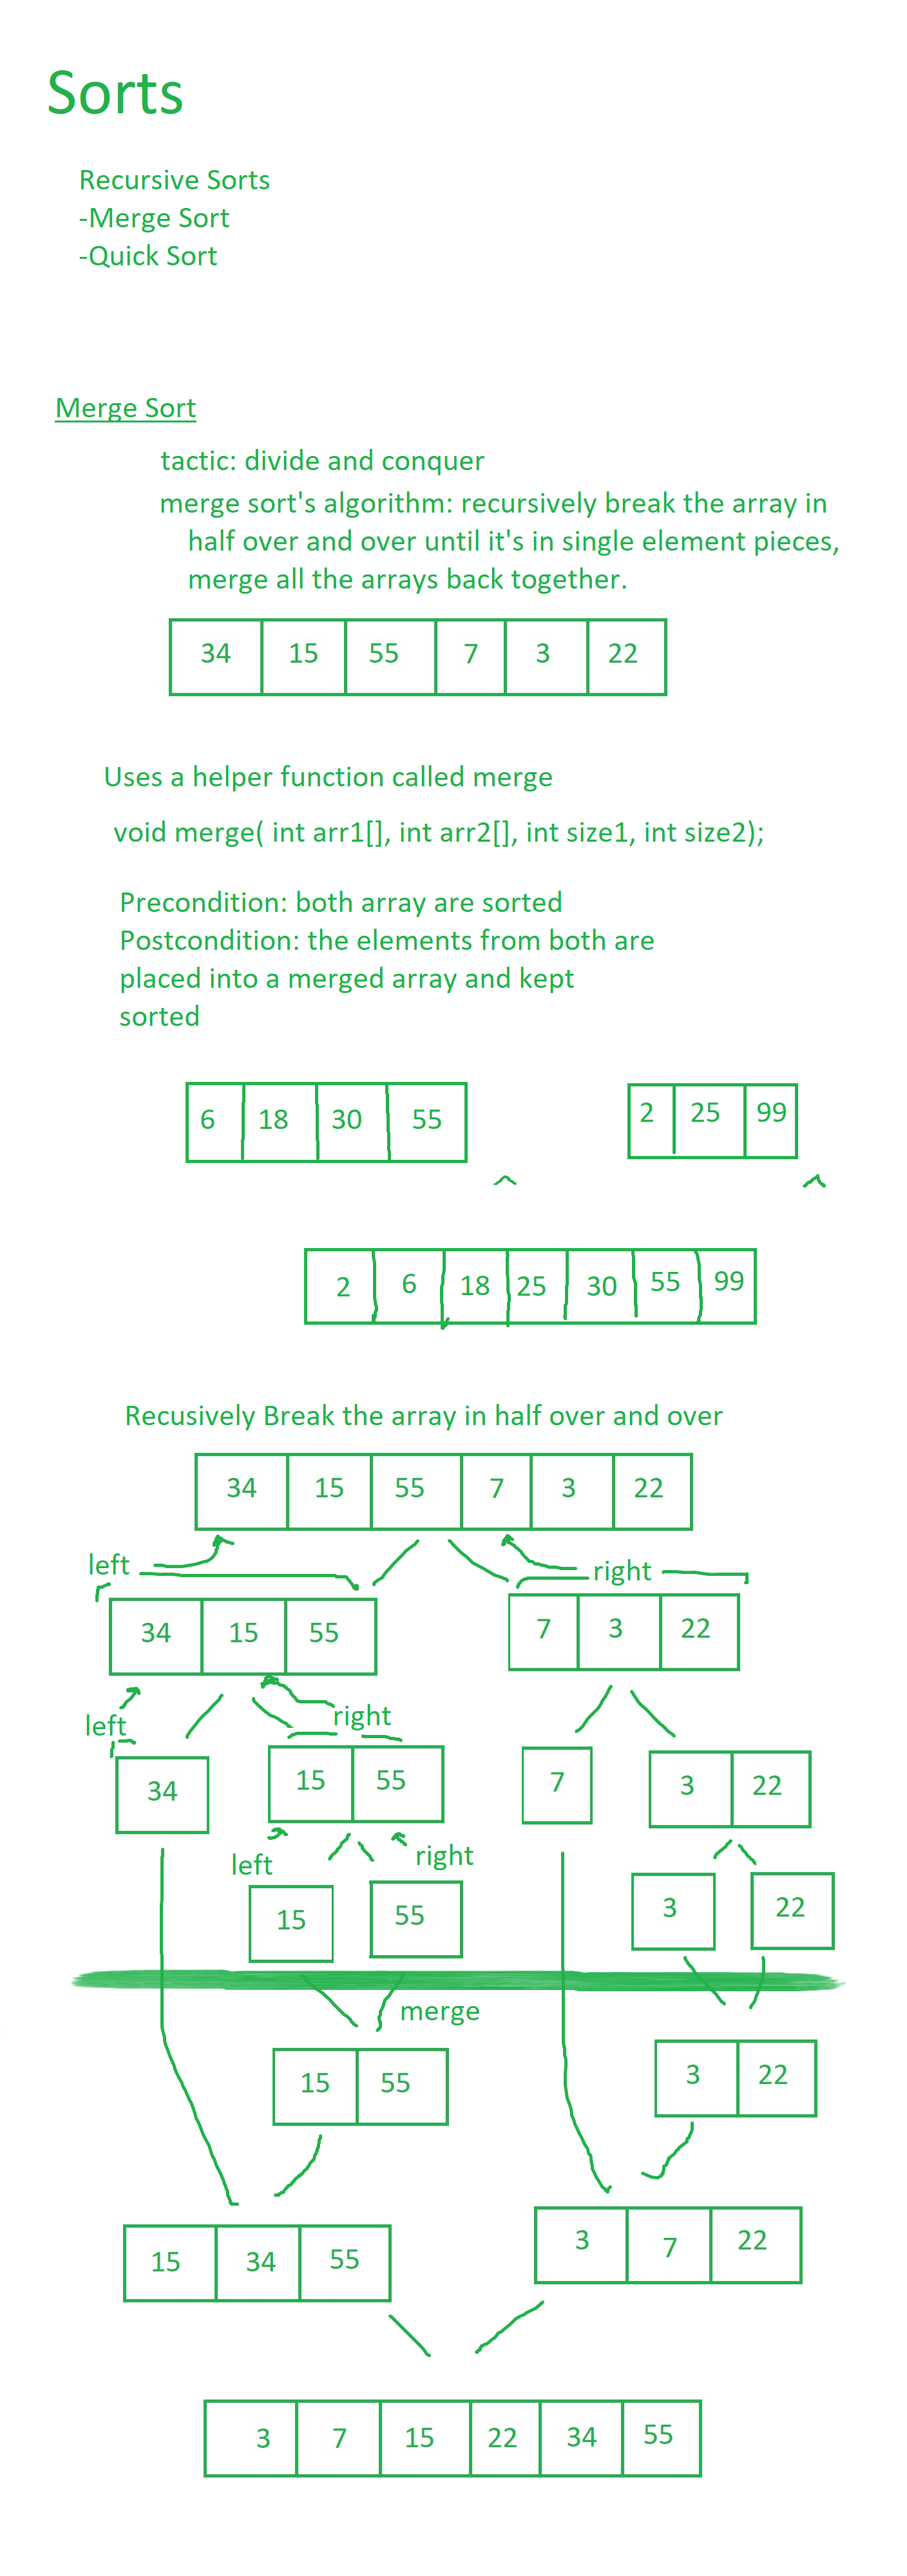 Sorts
Recursive Sorts
-Merge Sort
-Quick Sort
Merge Sort
tactic: divide and conquer
merge sort's algorithm: recursively break the array in
half over and over until it's in single element pieces,
merge all the arrays back together.
34 15 55 7 3 22
Uses a helper function called merge
void merge( int arr1[], int arr2[], int size1, int size2);
Precondition: both array are sorted
Postcondition: the elements from both are
placed into a merged array and kept
sorted
6 18 30 55 2 25 99
2 6 18 25 30 55 99
Recusively Break the array in half over and over
34 15 55 7 3 22
left right
34 15 55 7 3 22
left right
34 15 55 7 3 22
left right
15 55 3 22
merge
15 55 3 22
15 34 55 3 7 22
3 7 15 22 34 55